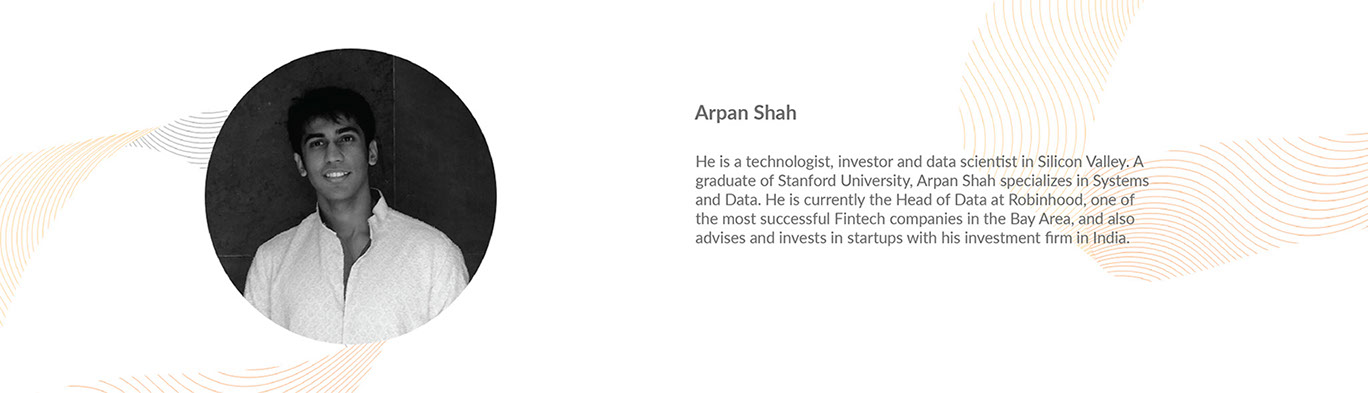 Arpan Shah
He is a technologist, investor and data scientist in Silicon Valley. A
graduate of Stanford University, Arpan Shah specializes in Systems
and Data. He is currently the Head of Data at Robinhood, one of
the most successful Fintech companies in the Bay Area, and also
advises and invests in startups with his investment firm in India.